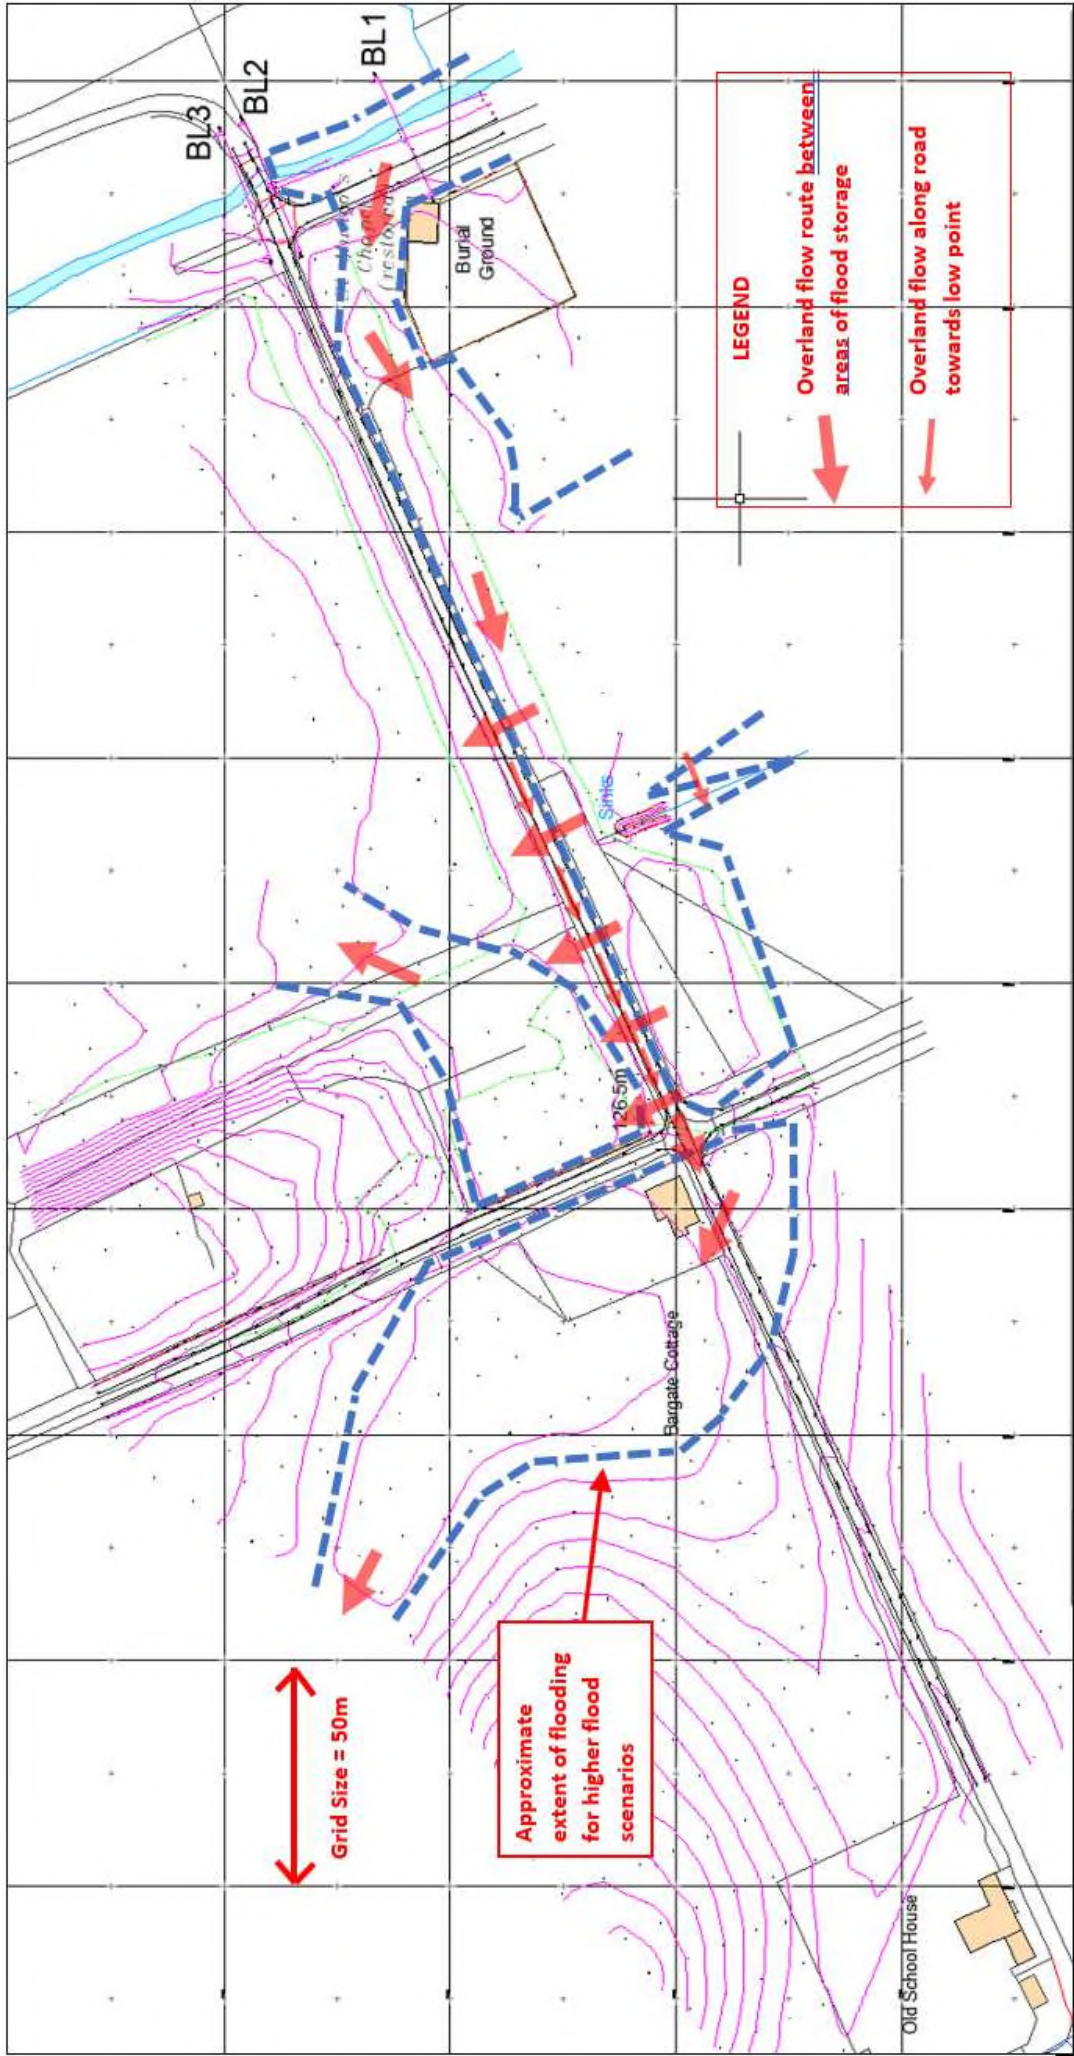 BL3
BL2
BL1
Chapel
(restored)
Burial
Ground
LEGEND
Overland flow route between
areas of flood storage
Overland flow along road
towards low point
Sinks
126.5m
Bargate Cottage
Grid Size = 50m
Approximate
extent of flooding
for higher flood
scenarios
Old School House